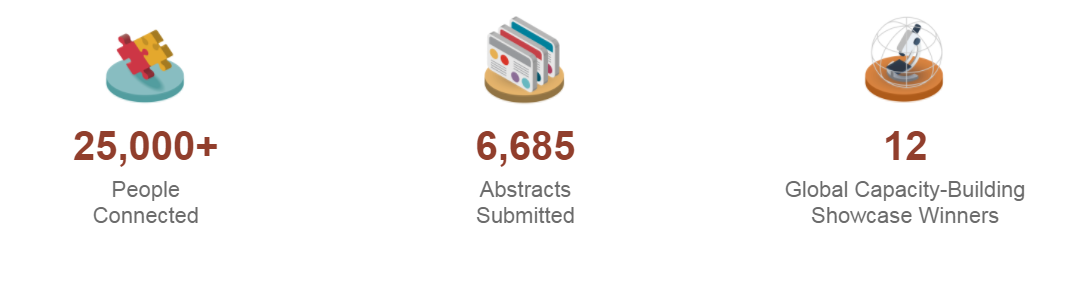 25,000+
People
Connected
6,685
Abstracts
Submitted
12
Global Capacity-Building
Showcase Winners